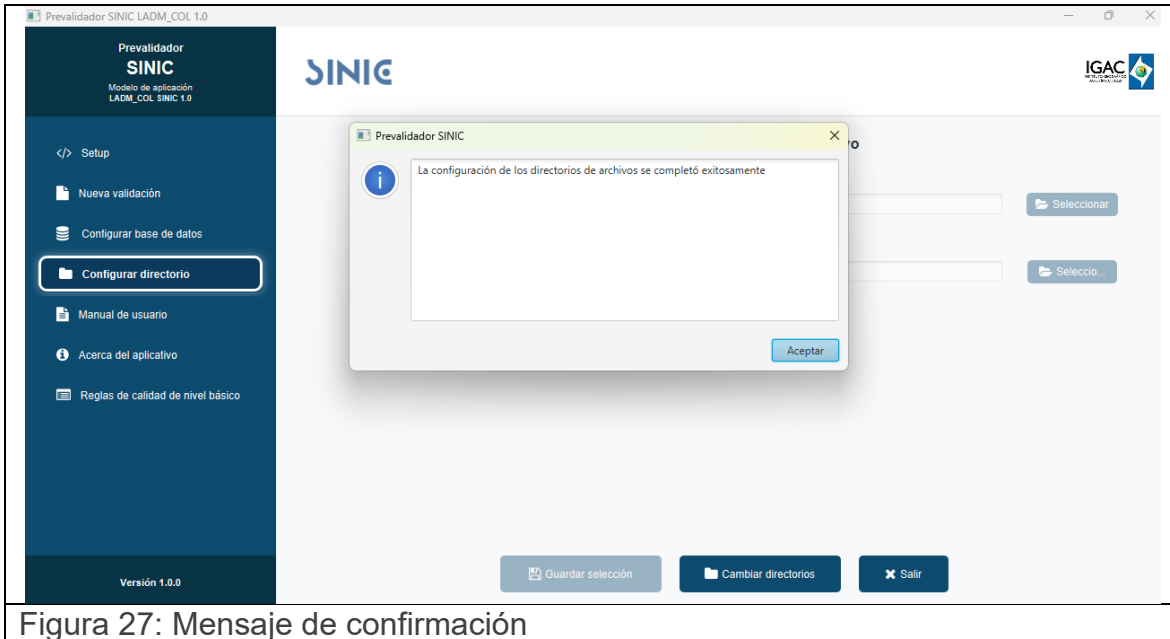 Prevalidador SINIC LADM_COL 1.0
Prevalidador
SINIC
Modelo de aplicación
LADM_COL SINIC 1.0
SINIC
IGAC
Setup
Nueva validación
Configurar base de datos
Configurar directorio
Manual de usuario
Acerca del aplicativo
Reglas de calidad de nivel básico
Versión 1.0.0
Prevalidador SINIC
La configuración de los directorios de archivos se completó exitosamente
Aceptar
vo
Seleccionar
Seleccio...
Guardar selección
Cambiar directorios
Salir
Figura 27: Mensaje de confirmación